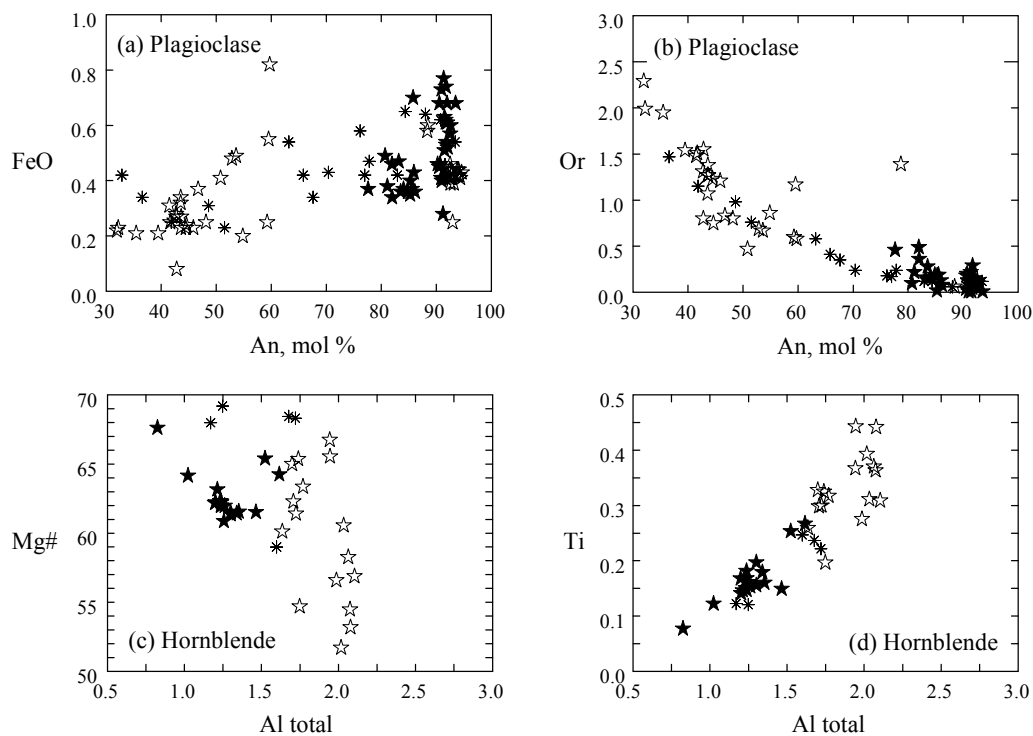 1.0
0.8
0.6
0.4
0.2
0.0
FeO
(a) Plagioclase
30 40 50 60 70 80 90 100
An, mol %
3.0
2.5
2.0
1.5
1.0
0.5
0.0
Or
(b) Plagioclase
30 40 50 60 70 80 90 100
An, mol %
70
65
60
55
50
Mg#
(c) Hornblende
0.5 1.0 1.5 2.0 2.5 3.0
Al total
0.5
0.4
0.3
0.2
0.1
0.0
Ti
(d) Hornblende
0.5 1.0 1.5 2.0 2.5 3.0
Al total